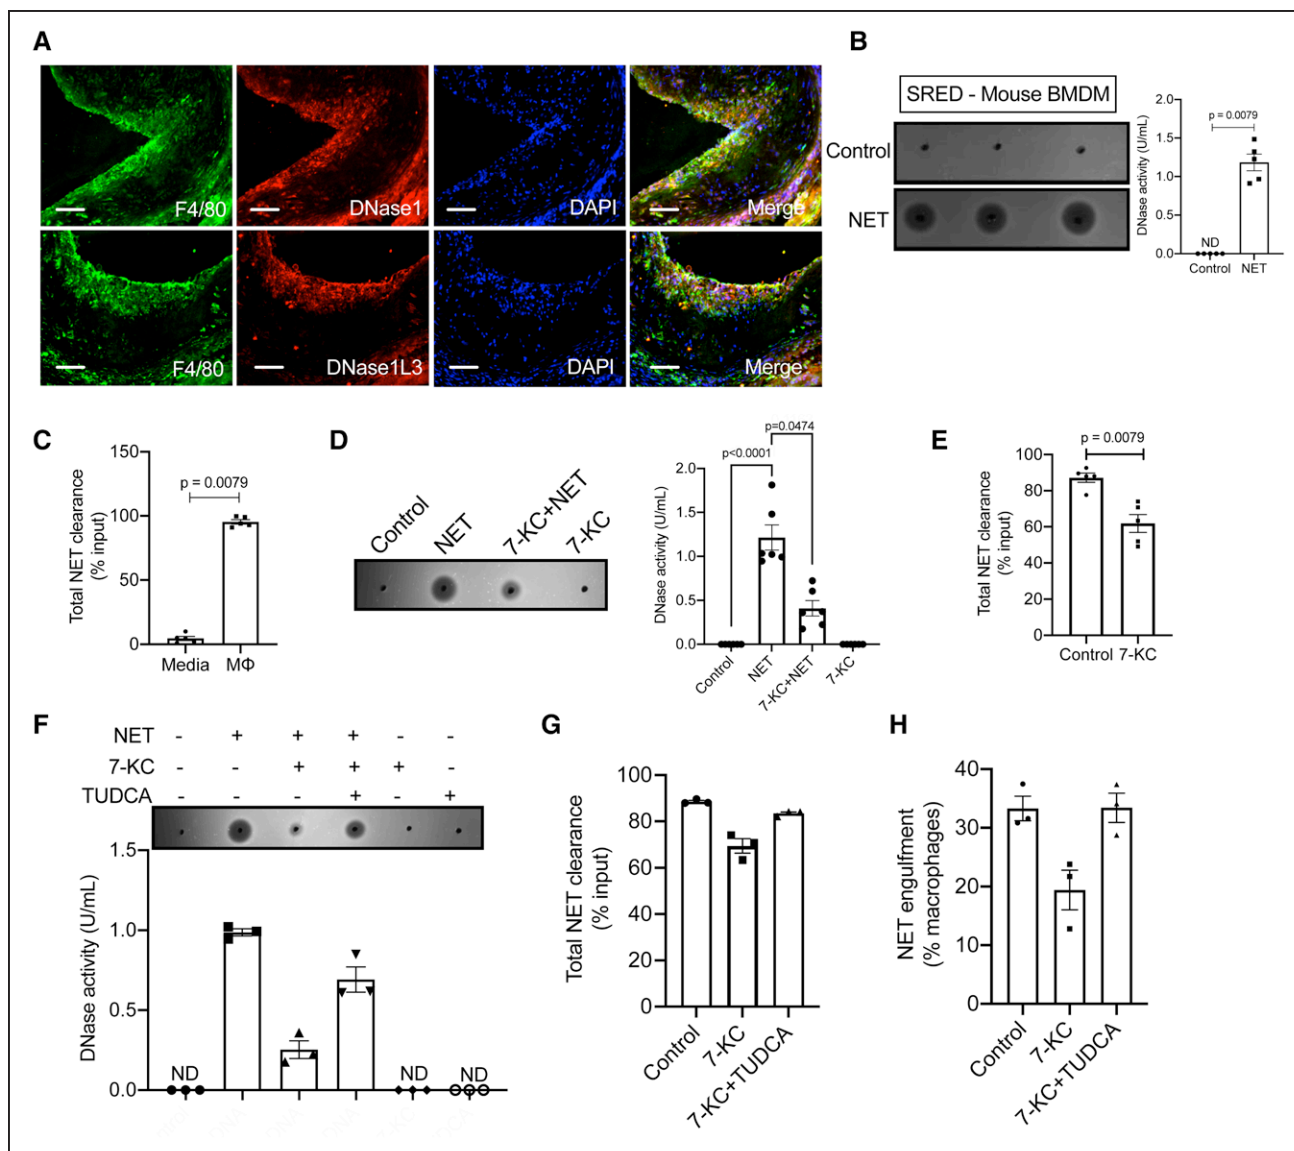 A
F4/80
DNase1
DAPI
Merge
F4/80
DNase1L3
DAPI
Merge
B
SRED - Mouse BMDM
Control
NET
DNase activity (U/mL)
2.0
1.5
1.0
0.5
0.0
p = 0.0079
ND
Control NET
C
Total NET clearance
(% input)
150
100
50
0
p = 0.0079
Media MΦ
D
Control
NET
7-KC+NET
7-KC
DNase activity (U/mL)
2.0
1.5
1.0
0.5
0.0
p<0.0001
p=0.0474
Control
NET
7-KC+NET
7-KC
E
Total NET clearance
(% input)
100
80
60
40
20
0
p = 0.0079
Control 7-KC
F
NET - + + + - -
7-KC - - + + + -
TUDCA - - - + - +
DNase activity (U/mL)
1.5
1.0
0.5
0.0
ND
ND
ND
G
Total NET clearance
(% input)
100
80
60
40
20
0
Control
7-KC
7-KC+TUDCA
H
NET engulfment
(% macrophages)
40
30
20
10
0
Control
7-KC
7-KC+TUDCA